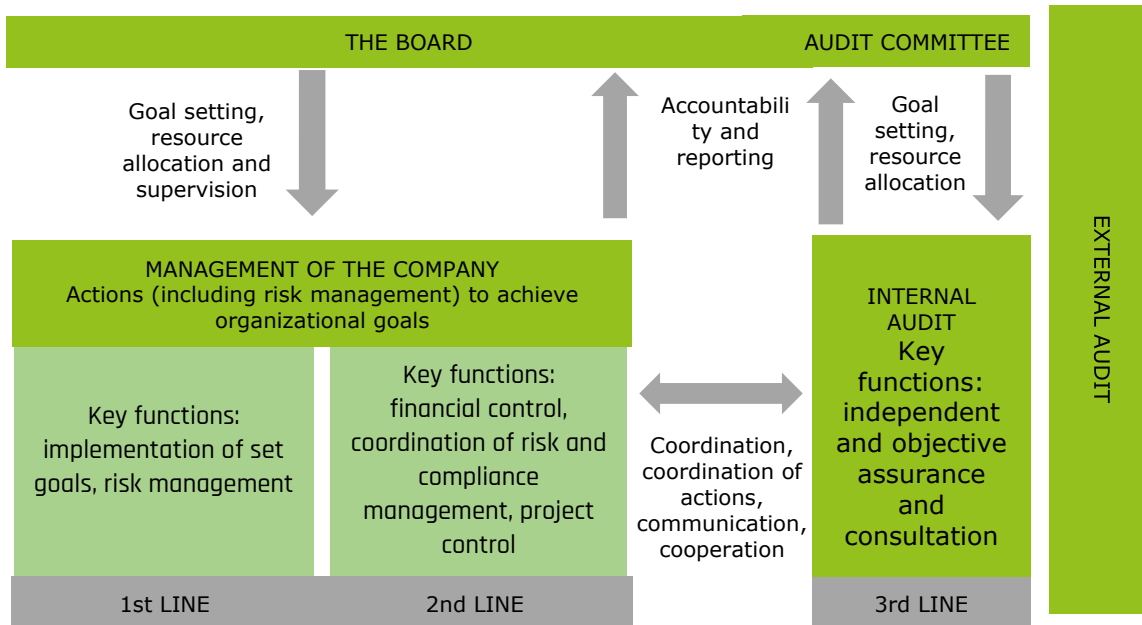 THE BOARD
AUDIT COMMITTEE
Goal setting,
resource
allocation and
supervision
Accountabili
ty and
reporting
Goal
setting,
resource
allocation
EXTERNAL AUDIT
MANAGEMENT OF THE COMPANY
Actions (including risk management) to achieve
organizational goals
Key functions:
implementation of set
goals, risk management
Key functions:
financial control,
coordination of risk and
compliance
management, project
control
Coordination,
coordination of
actions,
communication,
cooperation
INTERNAL
AUDIT
Key
functions:
independent
and objective
assurance
and
consultation
1st LINE
2nd LINE
3rd LINE